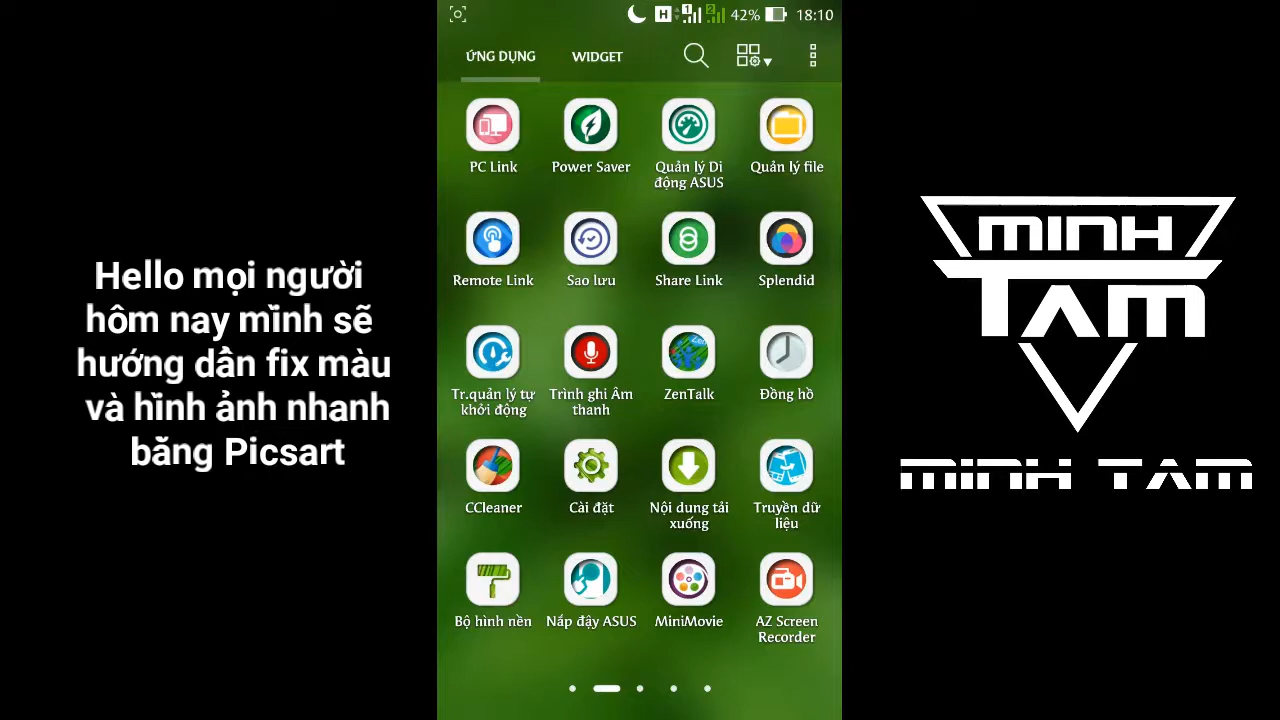 Hello mọi người
hôm nay mình sẽ
hướng dẫn fix màu
và hình ảnh nhanh
bằng Picsart
H 1 2 42% 18:10
ỨNG DỤNG WIDGET
PC Link
Power Saver
Quản lý Di
động ASUS
Quản lý file
Remote Link
Sao lưu
Share Link
Splendid
Tr.quản lý tự
khởi động
Trình ghi Âm
thanh
Zen
ZenTalk
Đồng hồ
CCleaner
Cài đặt
Nội dung tải
xuống
Truyền dữ
liệu
Bộ hình nền
Nắp đậy ASUS
MiniMovie
AZ Screen
Recorder
MINH
TAM
MINH TAM